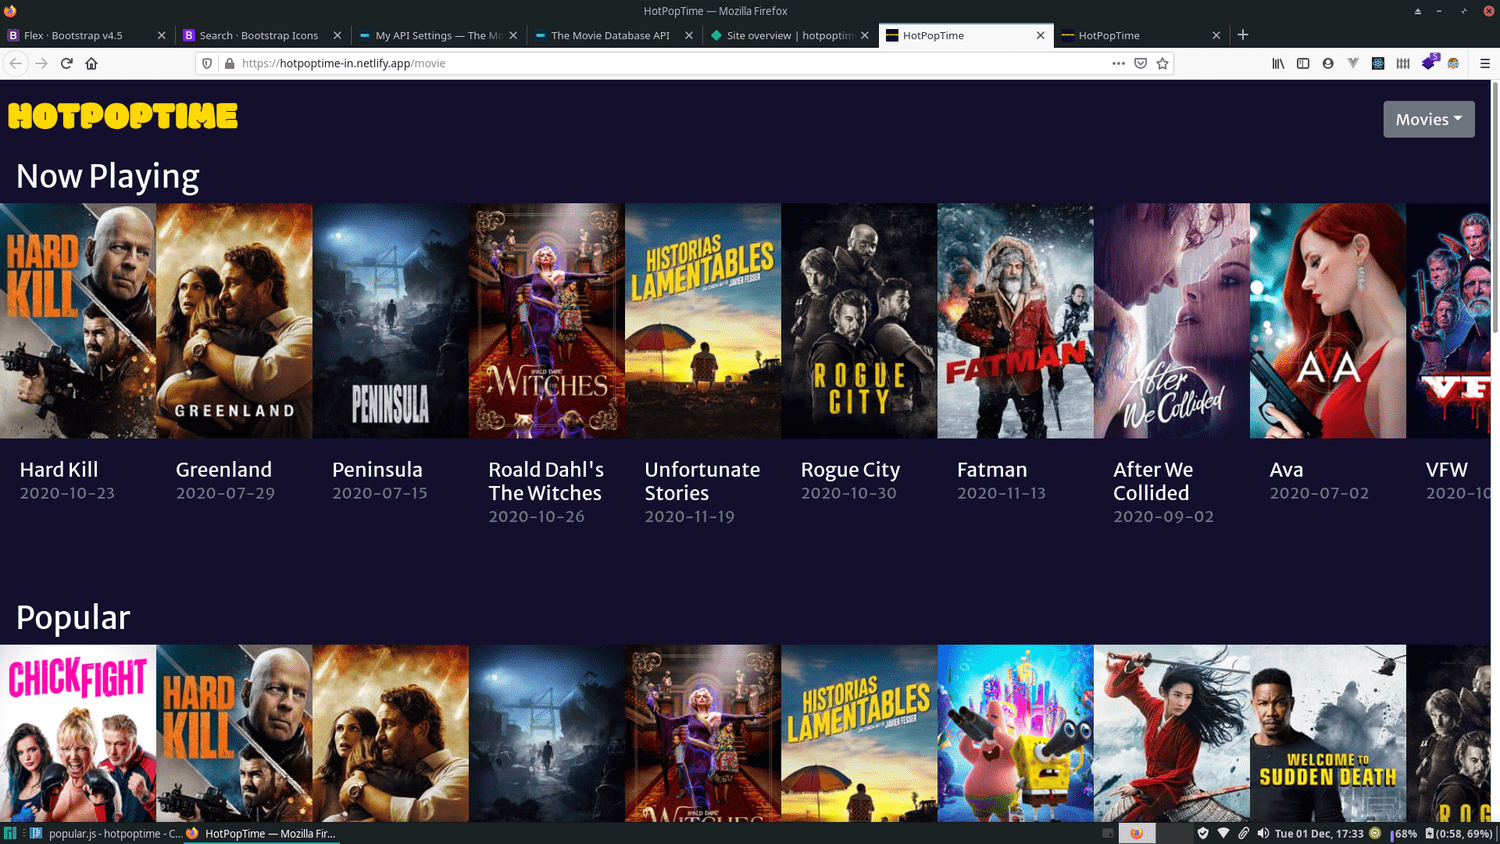 HotPopTime — Mozilla Firefox
Flex · Bootstrap v4.5
Search · Bootstrap Icons
My API Settings — The Mo
The Movie Database API
Site overview | hotpoptim
HotPopTime
HotPopTime
https://hotpoptime-in.netlify.app/movie
5
HOTPOPTIME
Movies
Now Playing
HARD KILL
GREENLAND
PENINSULA
ROALD DAHL'S
WITCHES
HISTORIAS
LAMENTABLES
JAVIER FESSER
ROGUE
CITY
FATMAN
After
We Collided
AVA
VF
Hard Kill
2020-10-23
Greenland
2020-07-29
Peninsula
2020-07-15
Roald Dahl's
The Witches
2020-10-26
Unfortunate
Stories
2020-11-19
Rogue City
2020-10-30
Fatman
2020-11-13
After We
Collided
2020-09-02
Ava
2020-07-02
VFW
2020-10
Popular
CHICK FIGHT
HARD
KILL
HISTORIAS
LAMENTABLES
JAVIER FESSER
WELCOME TO
SUDDEN DEATH
ROG
popular.js - hotpoptime - C...
HotPopTime — Mozilla Fir...
Tue 01 Dec, 17:33
68%
(0:58, 69%)